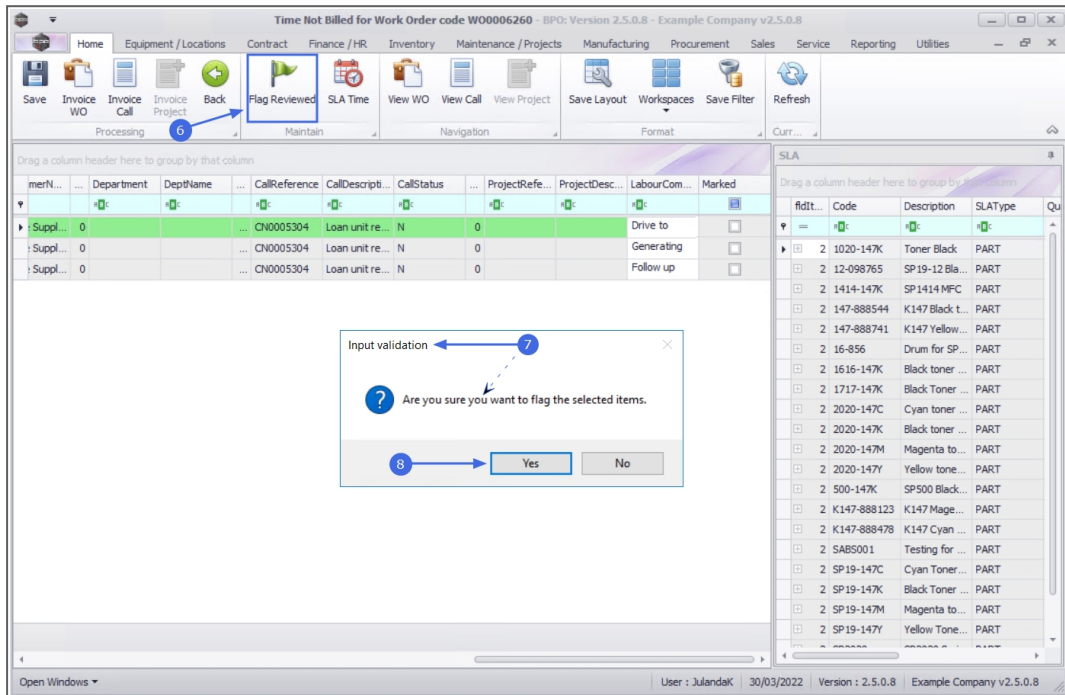 Time Not Billed for Work Order code WO0006260 - BPO: Version 2.5.0.8 - Example Company v2.5.0.8
Home Equipment / Locations Contract Finance / HR Inventory Maintenance / Projects Manufacturing Procurement Sales Service Reporting Utilities
Save Invoice WO Invoice Call Invoice Project Back Flag Reviewed SLA Time View WO View Call View Project Save Layout Workspaces Save Filter Refresh
6
Processing Maintain Navigation Format Curr...
Drag a column header here to group by that column
merN... ... Department DeptName ... CallReference CallDescripti... CallStatus ... ProjectRefe... ProjectDesc... LabourCom... Marked
: Suppl... 0 ... CN0005304 Loan unit re... N 0 Drive to
: Suppl... 0 ... CN0005304 Loan unit re... N 0 Generating
: Suppl... 0 ... CN0005304 Loan unit re... N 0 Follow up
Input validation
7
Are you sure you want to flag the selected items.
8
Yes No
SLA
Drag a column header here to group by that column
fldIt... Code Description SLAType Qu
=
2 1020-147K Toner Black PART
2 12-098765 SP19-12 Bla... PART
2 1414-147K SP1414 MFC PART
2 147-888544 K147 Black t... PART
2 147-888741 K147 Yellow... PART
2 16-856 Drum for SP... PART
2 1616-147K Black toner ... PART
2 1717-147K Black Toner ... PART
2 2020-147C Cyan toner ... PART
2 2020-147K Black toner ... PART
2 2020-147M Magenta to... PART
2 2020-147Y Yellow tone... PART
2 500-147K SP500 Black... PART
2 K147-888123 K147 Mage... PART
2 K147-888478 K147 Cyan ... PART
2 SABS001 Testing for ... PART
2 SP19-147C Cyan Toner... PART
2 SP19-147K Black Toner ... PART
2 SP19-147M Magenta to... PART
2 SP19-147Y Yellow Tone... PART
Open Windows User : JulandaK 30/03/2022 Version : 2.5.0.8 Example Company v2.5.0.8